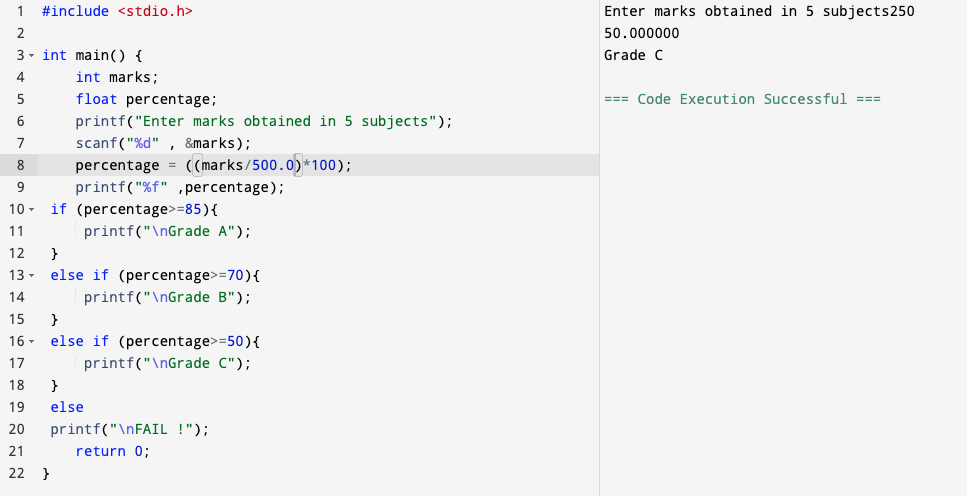 1 #include <stdio.h>
2
3 int main() {
4     int marks;
5     float percentage;
6     printf("Enter marks obtained in 5 subjects");
7     scanf("%d" , &marks);
8     percentage = ((marks/500.0)*100);
9     printf("%f" ,percentage);
10  if (percentage>=85){
11      printf("\nGrade A");
12  }
13  else if (percentage>=70){
14      printf("\nGrade B");
15  }
16  else if (percentage>=50){
17      printf("\nGrade C");
18  }
19  else
20  printf("\nFAIL !");
21     return 0;
22 }
Enter marks obtained in 5 subjects250
50.000000
Grade C
=== Code Execution Successful ===